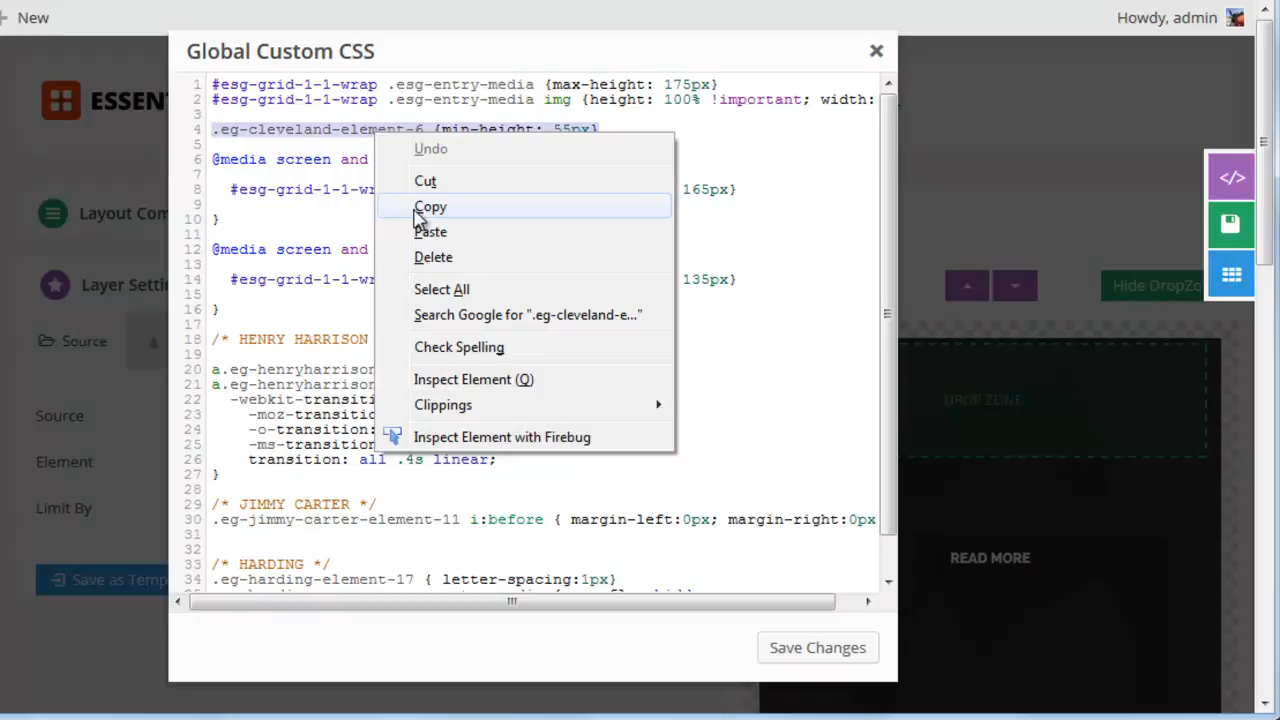 New
Howdy, admin
Global Custom CSS
ESSEN
1 #esg-grid-1-1-wrap .esg-entry-media {max-height: 175px}
2 #esg-grid-1-1-wrap .esg-entry-media img {height: 100% !important; width:
3
4 .eg-cleveland-element-6 {min-height: 55px}
5
6 @media screen and
7
8 #esg-grid-1-1-wr 165px}
9
10 }
11
12 @media screen and
13
14 #esg-grid-1-1-wr 135px}
15
16 }
17
18 /* HENRY HARRISON
19
20 a.eg-henryharrison
21 a.eg-henryharrison
22 -webkit-transiti
23 -moz-transitio
24 -o-transition:
25 -ms-transition
26 transition: all .4s linear;
27 }
28
29 /* JIMMY CARTER */
30 .eg-jimmy-carter-element-11 i:before { margin-left:0px; margin-right:0px
31
32
33 /* HARDING */
34 .eg-harding-element-17 { letter-spacing:1px}
Undo
Cut
Copy
Paste
Delete
Select All
Search Google for ".eg-cleveland-e..."
Check Spelling
Inspect Element (Q)
Clippings
Inspect Element with Firebug
Save Changes
Layout Com
Layer Setti
Source
Source
Element
Limit By
Save as Temp
</>
Hide DropZo
DROP ZONE
READ MORE